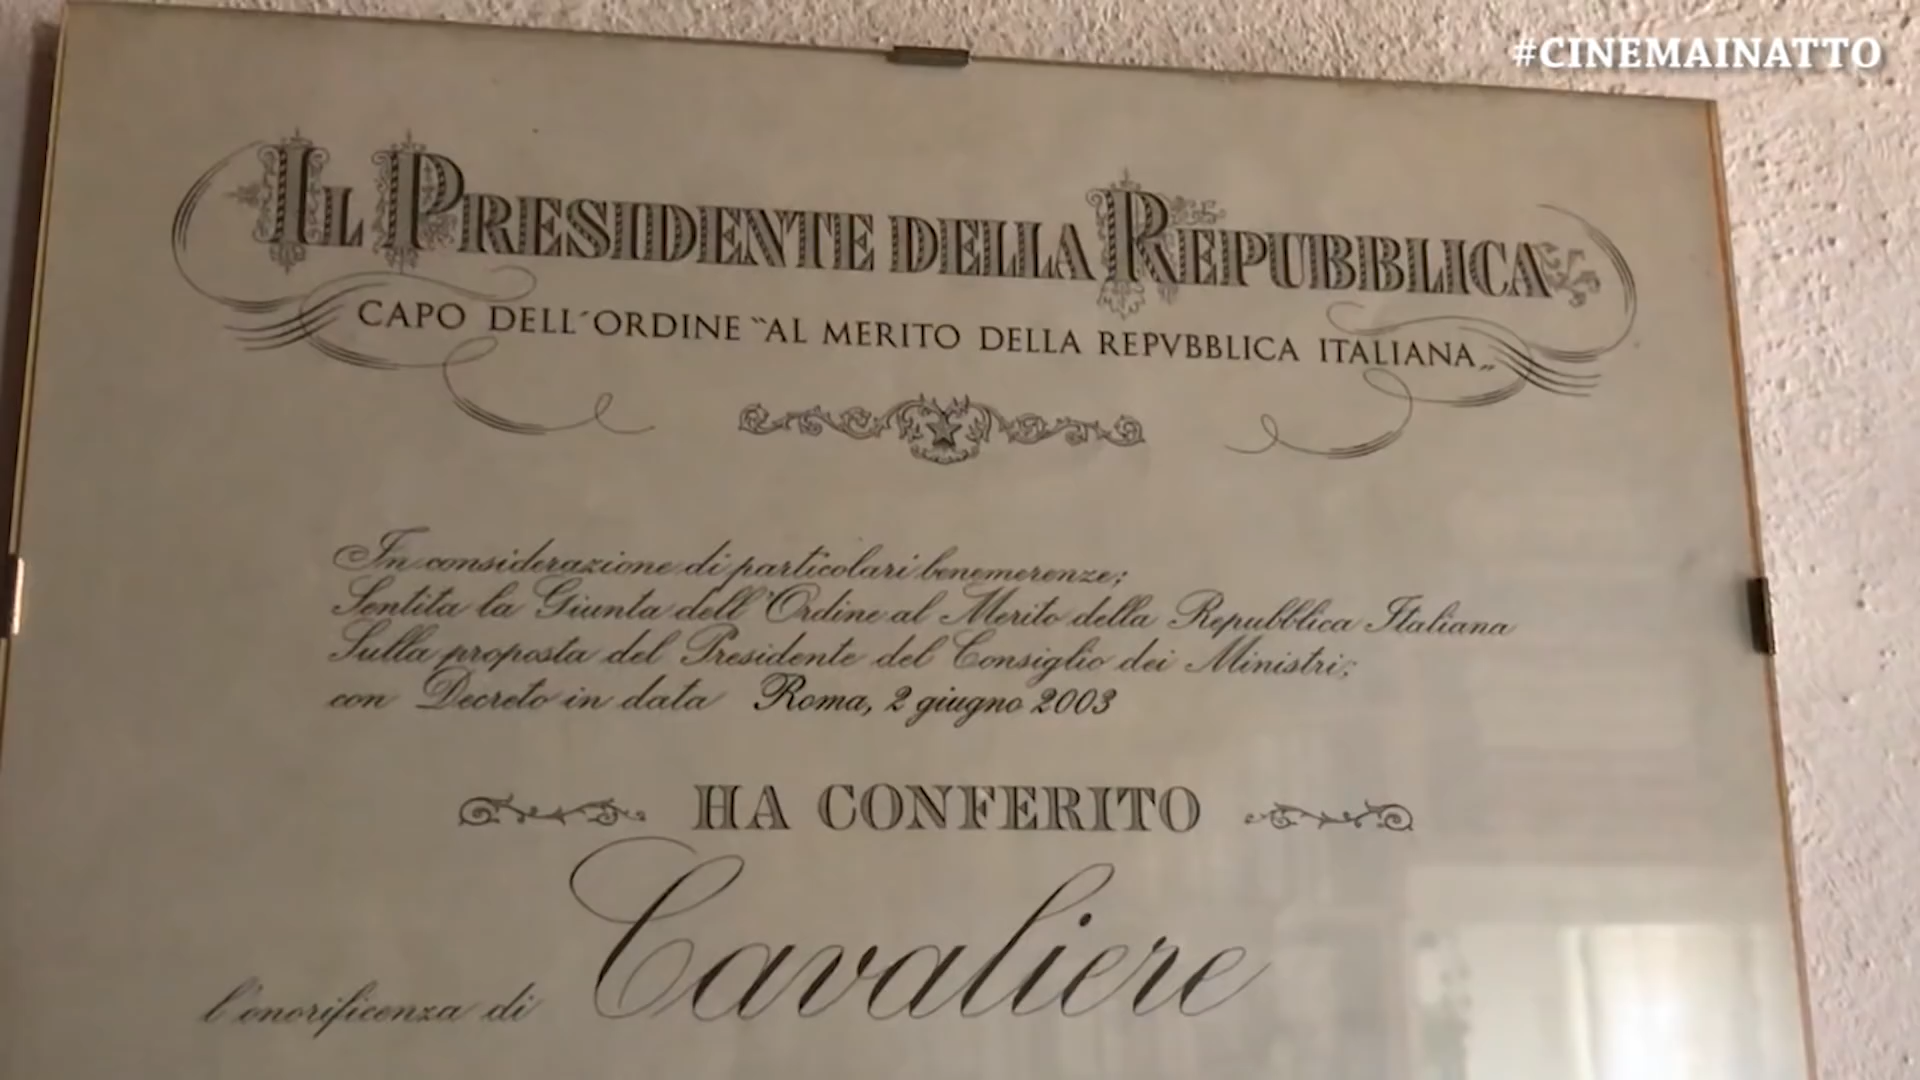 #CINEMAINATTO
IL PRESIDENTE DELLA REPUBBLICA
CAPO DELL'ORDINE "AL MERITO DELLA REPVBBLICA ITALIANA„
In considerazione di particolari benemerenze;
Sentita la Giunta dell'Ordine al Merito della Repubblica Italiana
Sulla proposta del Presidente del Consiglio dei Ministri;
con Decreto in data Roma, 2 giugno 2003
HA CONFERITO
l'onorificenza di Cavaliere